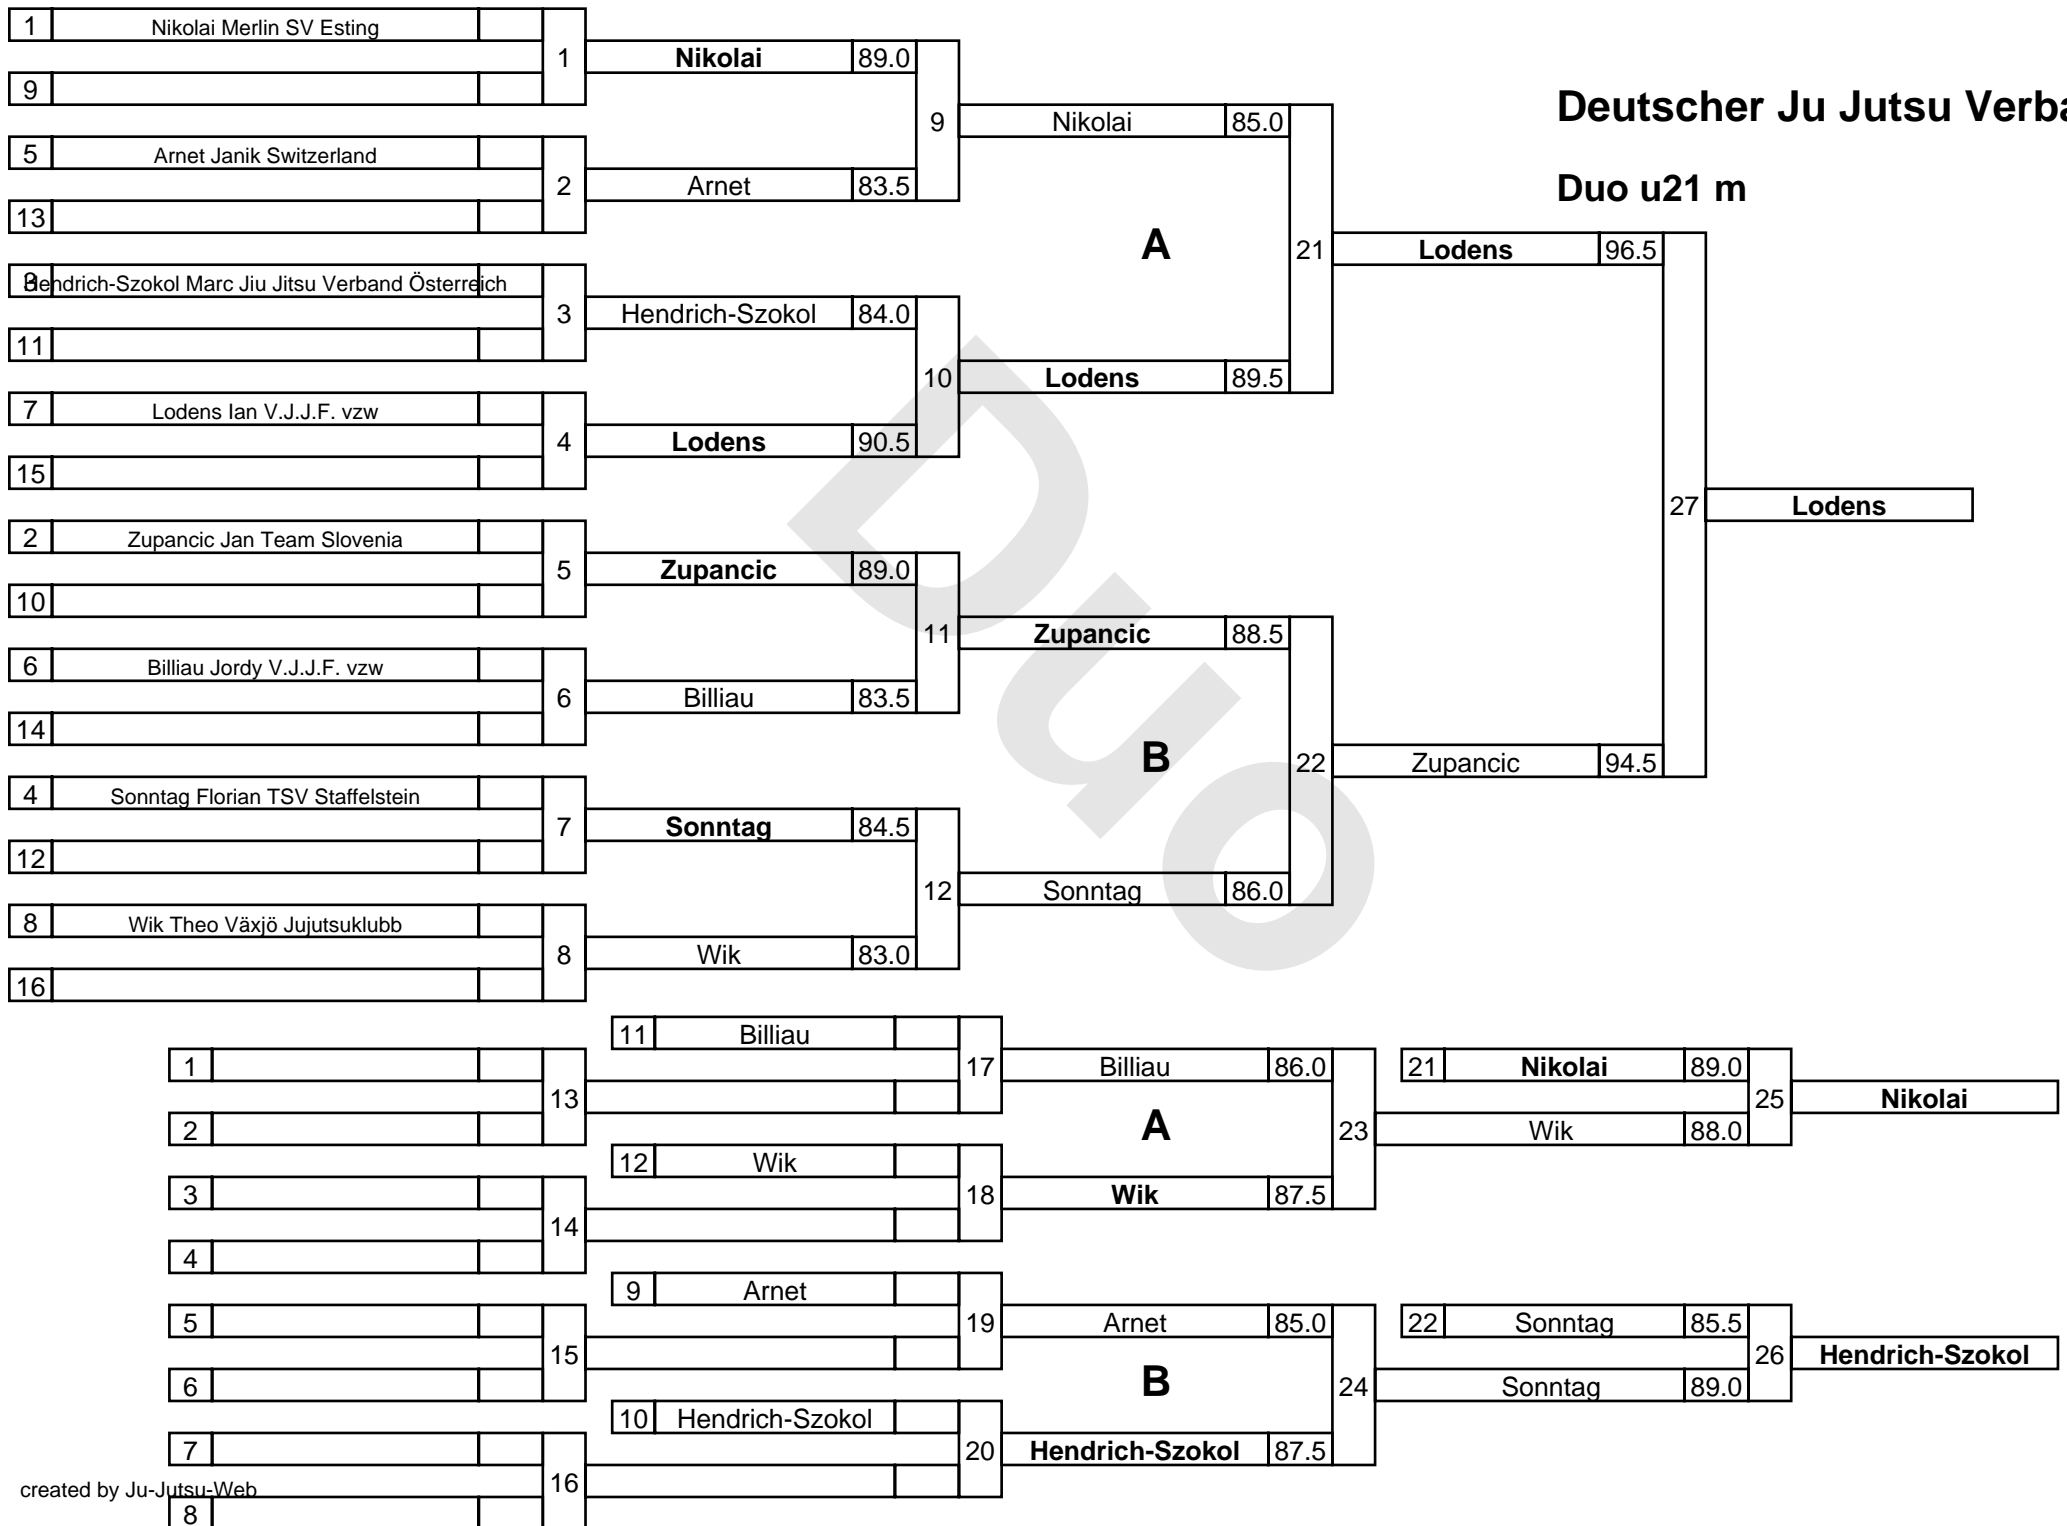 1 Nikolai Merlin SV Esting
1
Nikolai 89.0
9
Deutscher Ju Jutsu Verba
9
Nikolai 85.0
5 Arnet Janik Switzerland
2
Arnet 83.5
Duo u21 m
13
A
21
Lodens 96.5
3 Hendrich-Szokol Marc Jiu Jitsu Verband Österreich
3
Hendrich-Szokol 84.0
11
10
Lodens 89.5
7 Lodens Ian V.J.J.F. vzw
4
Lodens 90.5
15
27
Lodens
2 Zupancic Jan Team Slovenia
5
Zupancic 89.0
10
11
Zupancic 88.5
6 Billiau Jordy V.J.J.F. vzw
6
Billiau 83.5
14
B
22
Zupancic 94.5
4 Sonntag Florian TSV Staffelstein
7
Sonntag 84.5
12
12
Sonntag 86.0
8 Wik Theo Växjö Jujutsuklubb
8
Wik 83.0
16
Duo
11 Billiau
1
17
Billiau 86.0
21 Nikolai 89.0
13
25
Nikolai
2
A
23
Wik 88.0
12 Wik
3
18
Wik 87.5
14
4
9 Arnet
5
19
Arnet 85.0
22 Sonntag 85.5
15
26
Hendrich-Szokol
6
B
24
Sonntag 89.0
10 Hendrich-Szokol
7
20
Hendrich-Szokol 87.5
16
created by Ju-Jutsu-Web
8